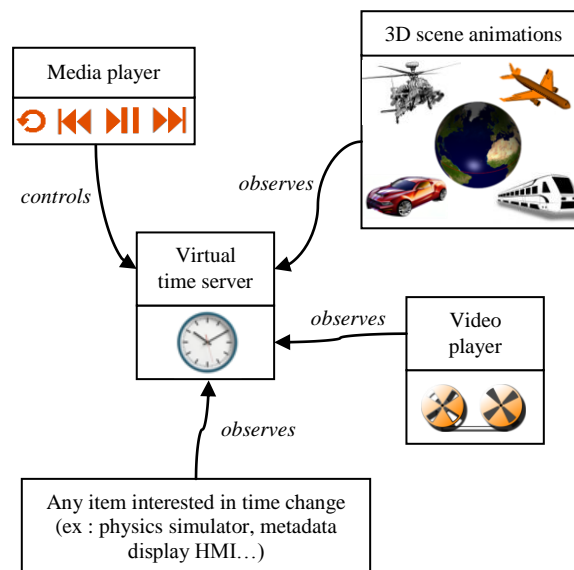 3D scene animations
Media player
controls
observes
Virtual
time server
observes
Video
player
observes
Any item interested in time change
(ex : physics simulator, metadata
display HMI…)